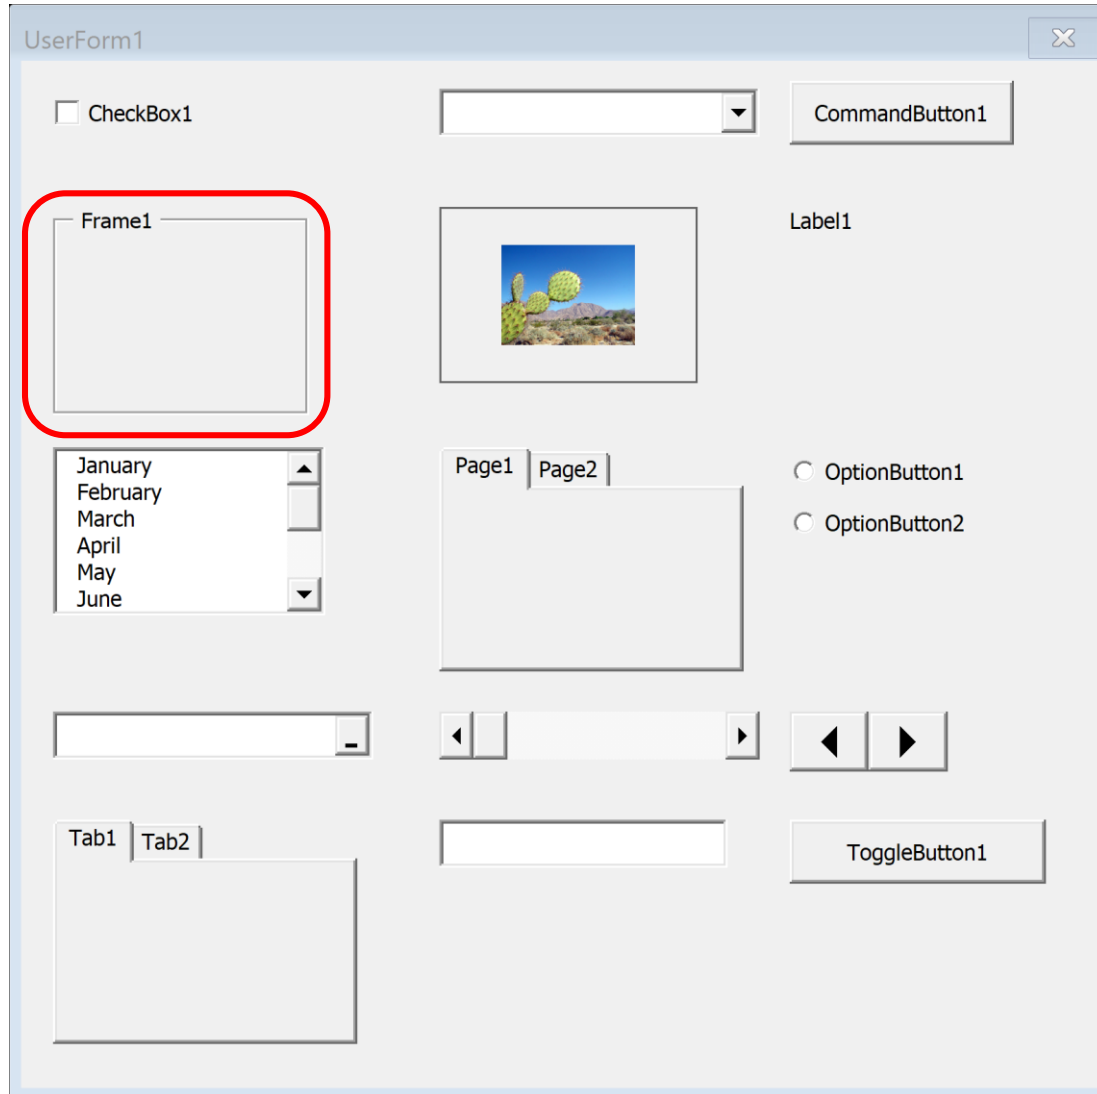 UserForm1
CheckBox1
CommandButton1
Frame1
Label1
January
February
March
April
May
June
Page1 Page2
OptionButton1
OptionButton2
Tab1 Tab2
ToggleButton1